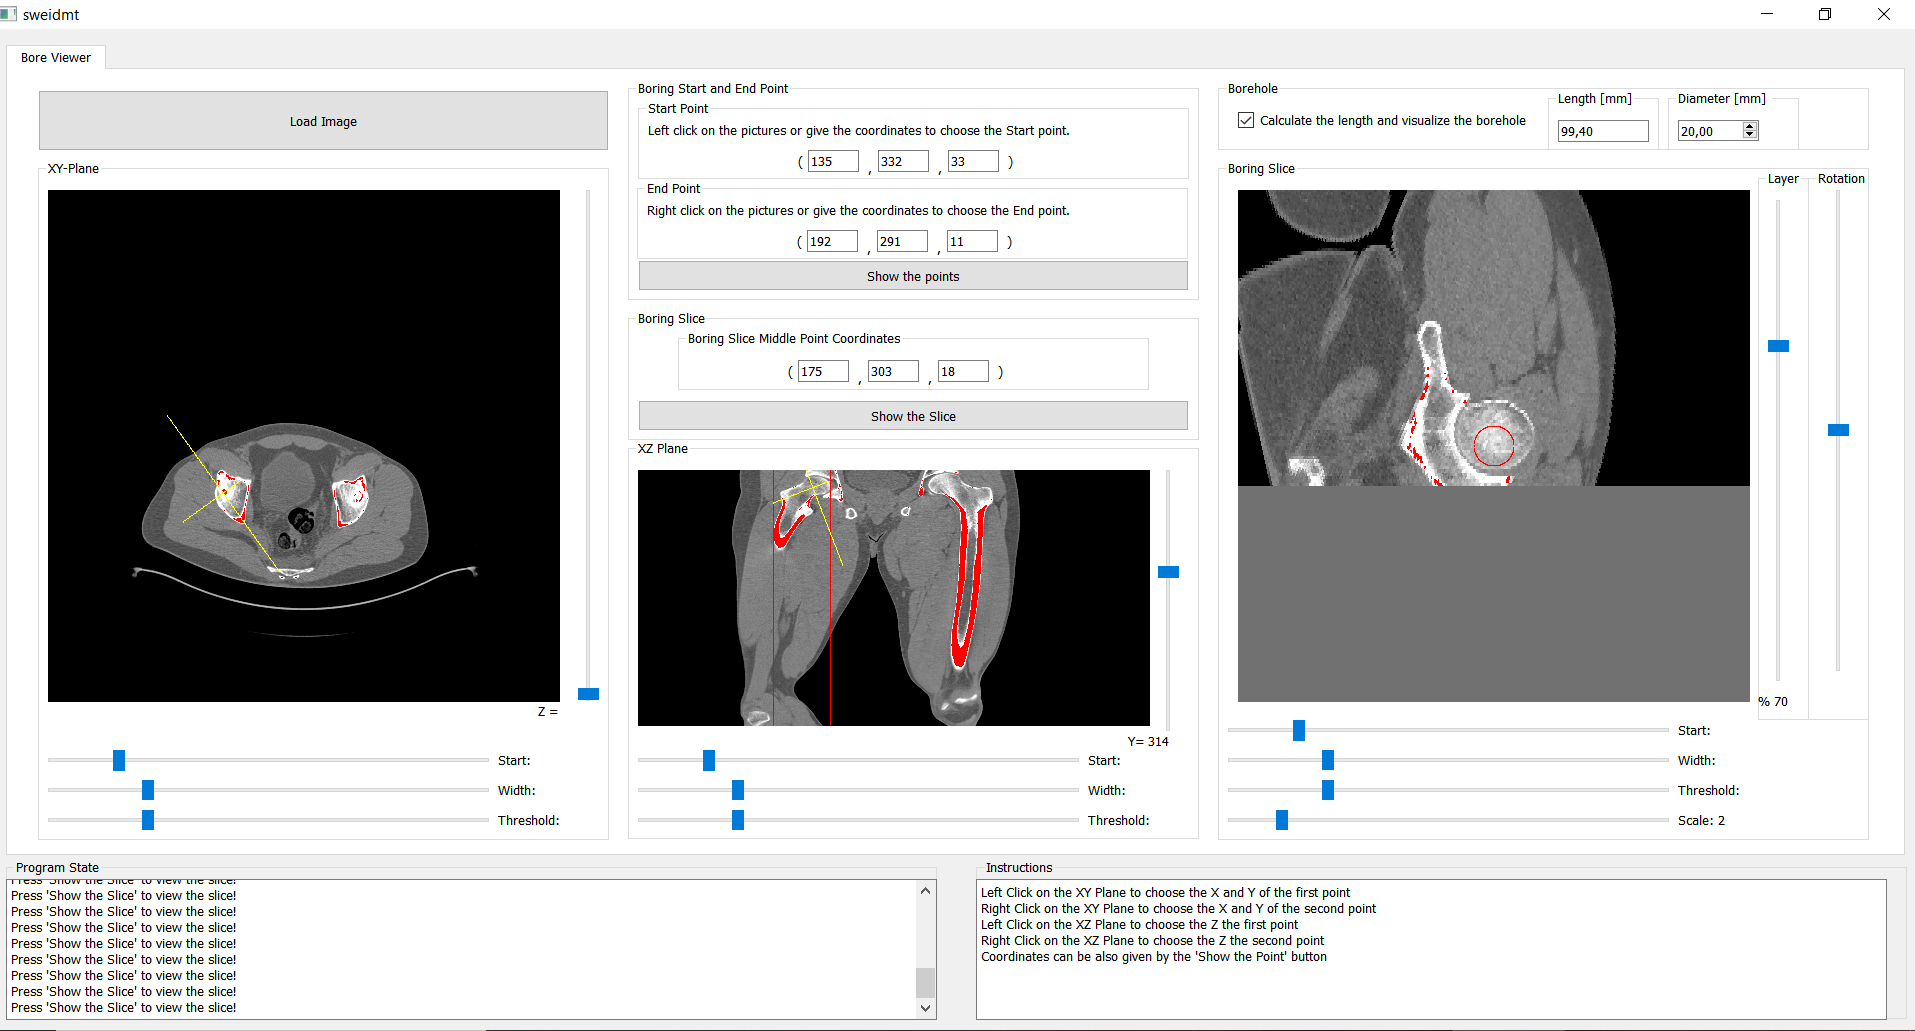 sweidmt
Bore Viewer
Load Image
XY-Plane
Z =
Start:
Width:
Threshold:
Boring Start and End Point
Start Point
Left click on the pictures or give the coordinates to choose the Start point.
( 135 , 332 , 33 )
End Point
Right click on the pictures or give the coordinates to choose the End point.
( 192 , 291 , 11 )
Show the points
Boring Slice
Boring Slice Middle Point Coordinates
( 175 , 303 , 18 )
Show the Slice
XZ Plane
Y= 314
Start:
Width:
Threshold:
Borehole
Calculate the length and visualize the borehole
Length [mm]
99,40
Diameter [mm]
20,00
Boring Slice
Layer
Rotation
% 70
Start:
Width:
Threshold:
Scale: 2
Program State
Press 'Show the Slice' to view the slice!
Press 'Show the Slice' to view the slice!
Press 'Show the Slice' to view the slice!
Press 'Show the Slice' to view the slice!
Press 'Show the Slice' to view the slice!
Press 'Show the Slice' to view the slice!
Press 'Show the Slice' to view the slice!
Press 'Show the Slice' to view the slice!
Press 'Show the Slice' to view the slice!
Instructions
Left Click on the XY Plane to choose the X and Y of the first point
Right Click on the XY Plane to choose the X and Y of the second point
Left Click on the XZ Plane to choose the Z the first point
Right Click on the XZ Plane to choose the Z the second point
Coordinates can be also given by the 'Show the Point' button